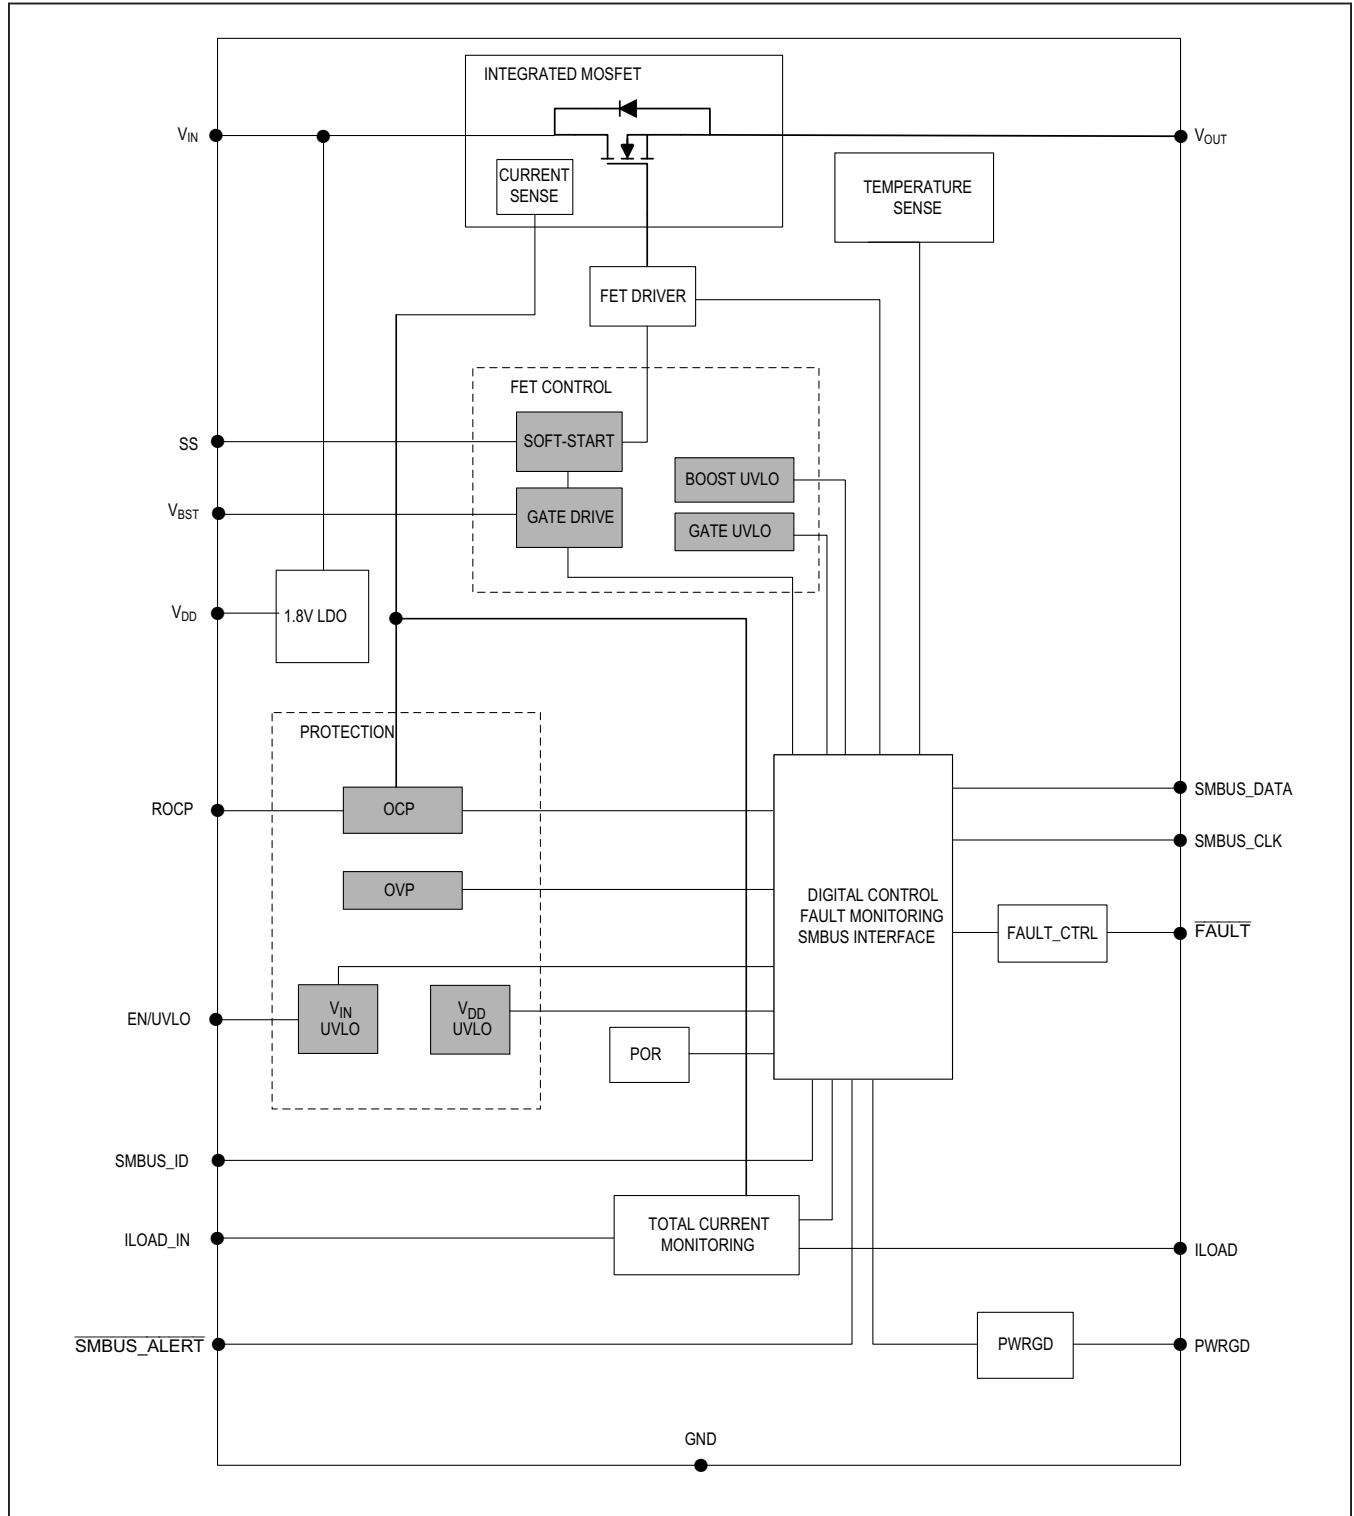 INTEGRATED MOSFET
VIN
VOUT
CURRENT
SENSE
TEMPERATURE
SENSE
FET DRIVER
FET CONTROL
SS
SOFT-START
BOOST UVLO
VBST
GATE DRIVE
GATE UVLO
VDD
1.8V LDO
PROTECTION
SMBUS_DATA
ROCP
OCP
SMBUS_CLK
OVP
DIGITAL CONTROL
FAULT MONITORING
SMBUS INTERFACE
FAULT_CTRL
FAULT
EN/UVLO
VIN
UVLO
VDD
UVLO
POR
SMBUS_ID
ILOAD_IN
TOTAL CURRENT
MONITORING
ILOAD
SMBUS_ALERT
PWRGD
PWRGD
GND